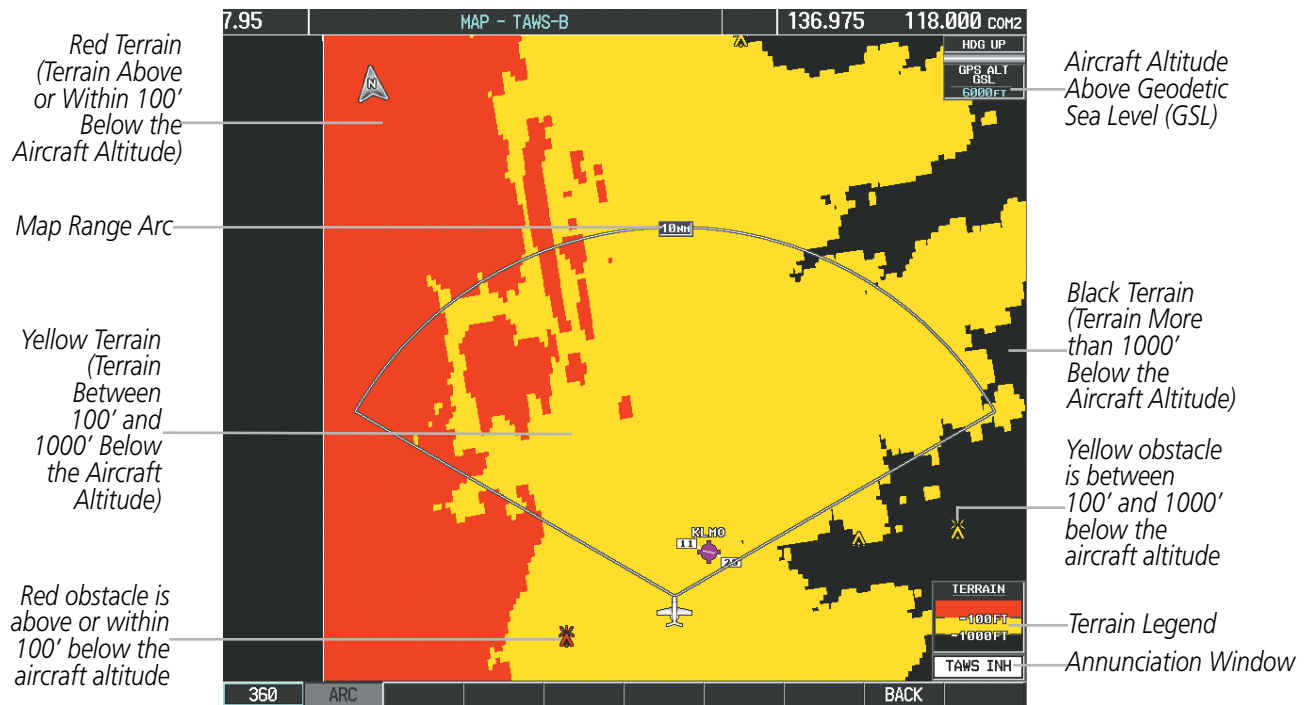 7.95 MAP - TAWS-B 136.975 118.000 COM2
Red Terrain
(Terrain Above
or Within 100’
Below the
Aircraft Altitude)
N
HDG UP
GPS ALT
GSL
6000FT
Aircraft Altitude
Above Geodetic
Sea Level (GSL)
Map Range Arc
10NM
Yellow Terrain
(Terrain
Between
100’ and
1000’ Below
the Aircraft
Altitude)
Black Terrain
(Terrain More
than 1000’
Below the
Aircraft Altitude)
Yellow obstacle
is between
100’ and 1000’
below the
aircraft altitude
KLMO
11
29
Red obstacle is
above or within
100’ below the
aircraft altitude
TERRAIN
-100FT
-1000FT
Terrain Legend
TAWS INH
Annunciation Window
360 ARC BACK